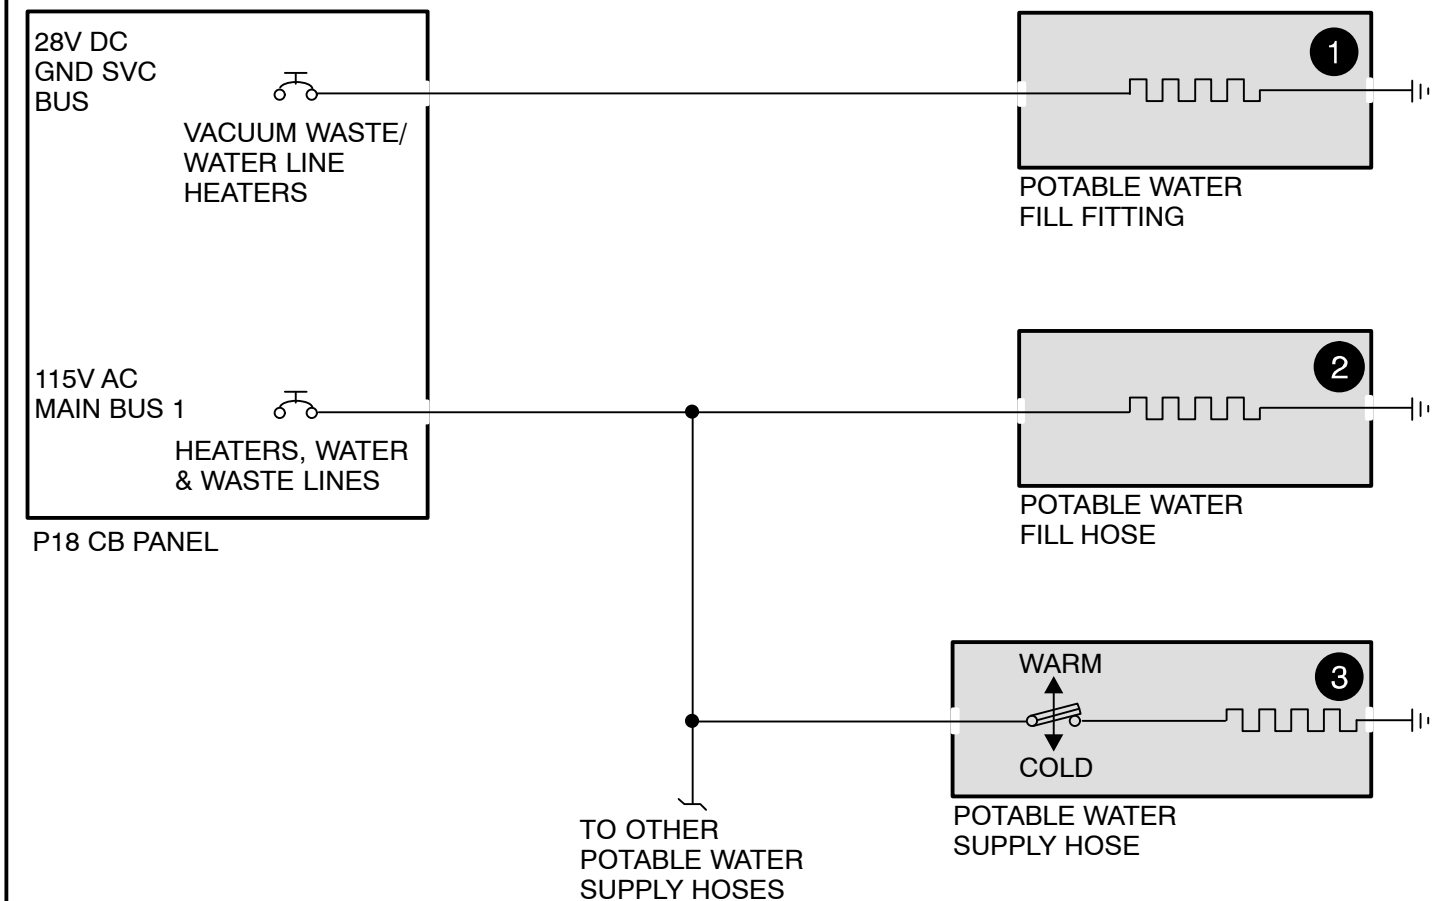 28V DC
GND SVC
BUS
VACUUM WASTE/
WATER LINE
HEATERS
115V AC
MAIN BUS 1
HEATERS, WATER
& WASTE LINES
P18 CB PANEL
1
POTABLE WATER
FILL FITTING
2
POTABLE WATER
FILL HOSE
WARM
3
COLD
POTABLE WATER
SUPPLY HOSE
TO OTHER
POTABLE WATER
SUPPLY HOSES